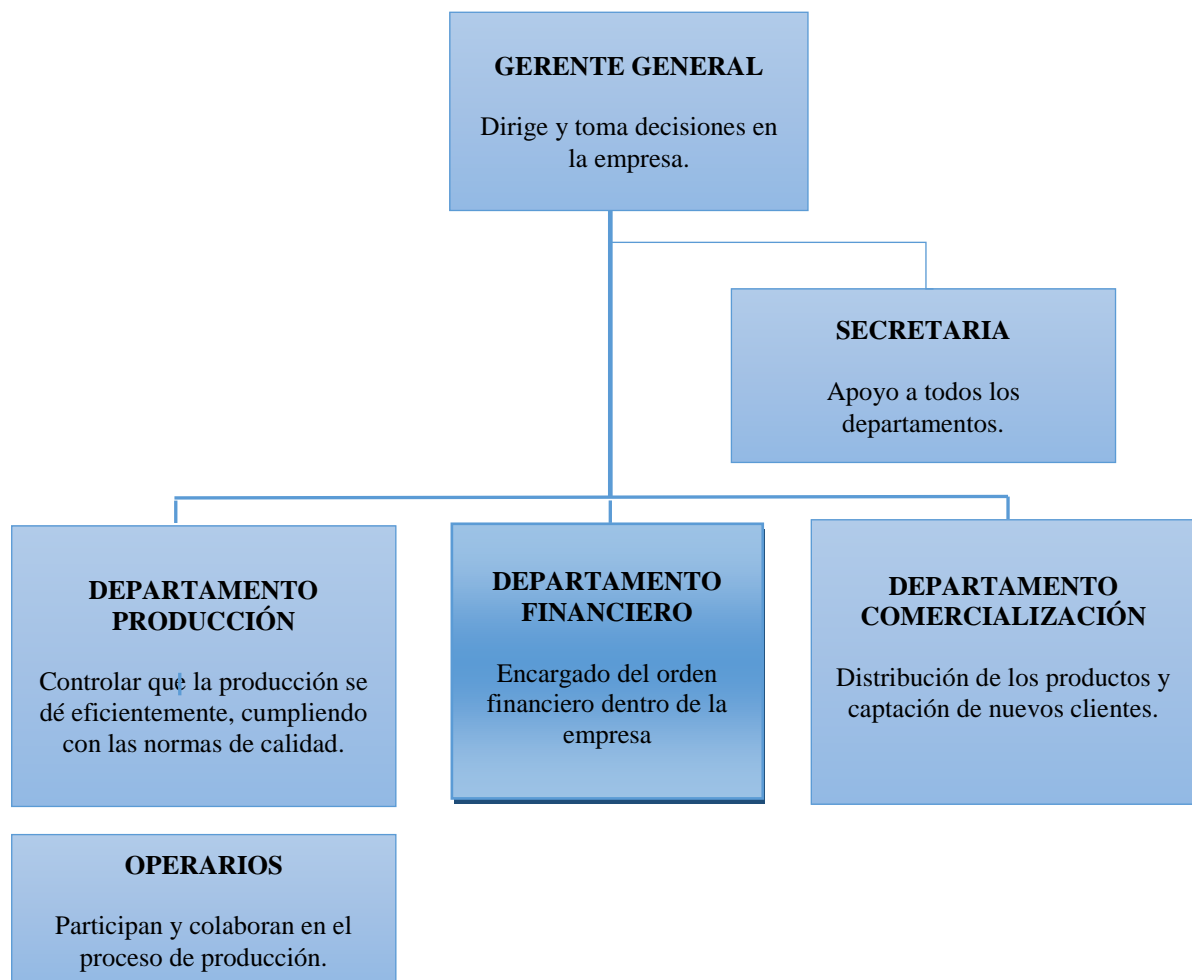 GERENTE GENERAL
Dirige y toma decisiones en
la empresa.
SECRETARIA
Apoyo a todos los
departamentos.
DEPARTAMENTO
PRODUCCIÓN
Controlar que la producción se
dé eficientemente, cumpliendo
con las normas de calidad.
DEPARTAMENTO
FINANCIERO
Encargado del orden
financiero dentro de la
empresa
DEPARTAMENTO
COMERCIALIZACIÓN
Distribución de los productos y
captación de nuevos clientes.
OPERARIOS
Participan y colaboran en el
proceso de producción.